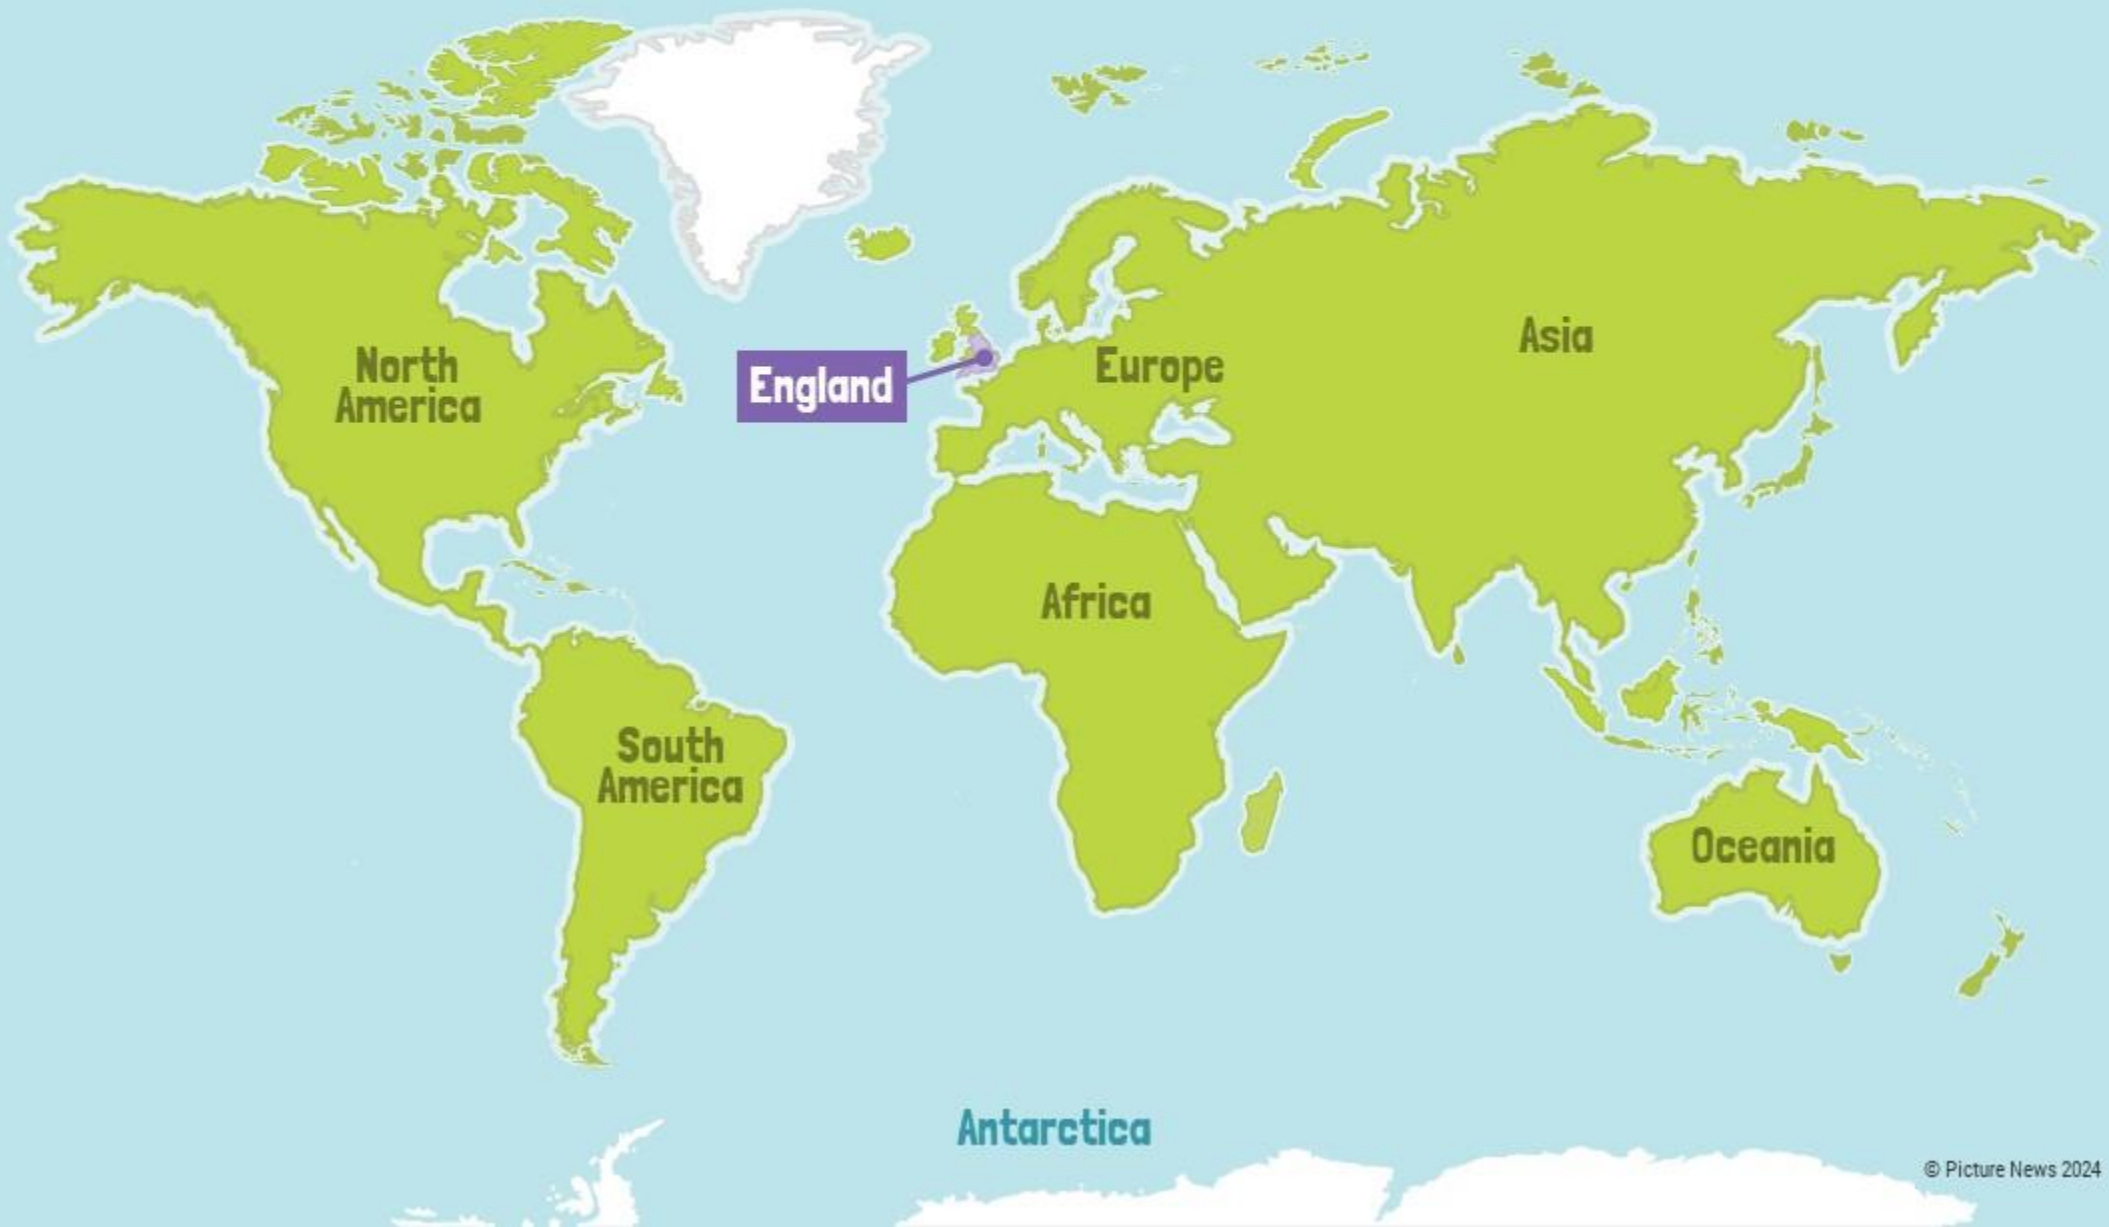 North
America
England
Europe
Asia
Africa
South
America
Oceania
Antarctica
© Picture News 2024